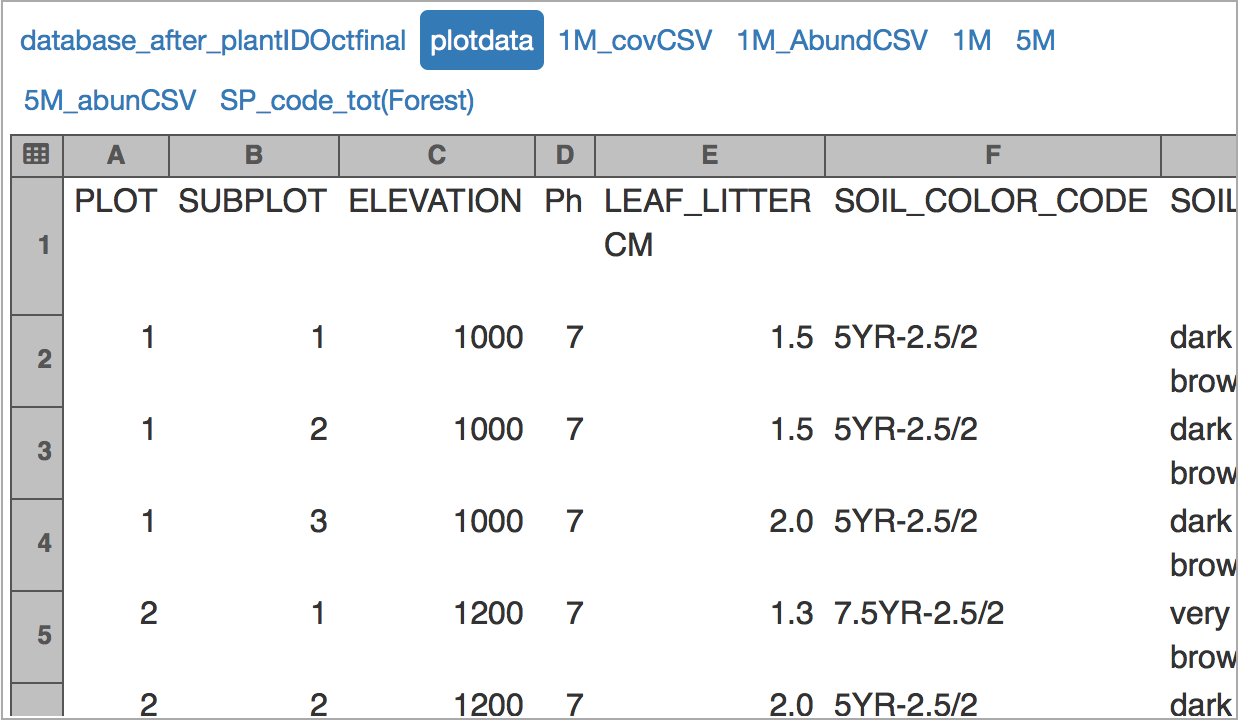 database_after_plantIDOctfinal plotdata 1M_covCSV 1M_AbundCSV 1M 5M
5M_abunCSV SP_code_tot(Forest)
A B C D E F
PLOT SUBPLOT ELEVATION Ph LEAF_LITTER SOIL_COLOR_CODE SOIL
1 CM
2 1 1 1000 7 1.5 5YR-2.5/2 dark
brow
3 1 2 1000 7 1.5 5YR-2.5/2 dark
brow
4 1 3 1000 7 2.0 5YR-2.5/2 dark
brow
5 2 1 1200 7 1.3 7.5YR-2.5/2 very
brow
2 2 1200 7 2.0 5YR-2.5/2 dark